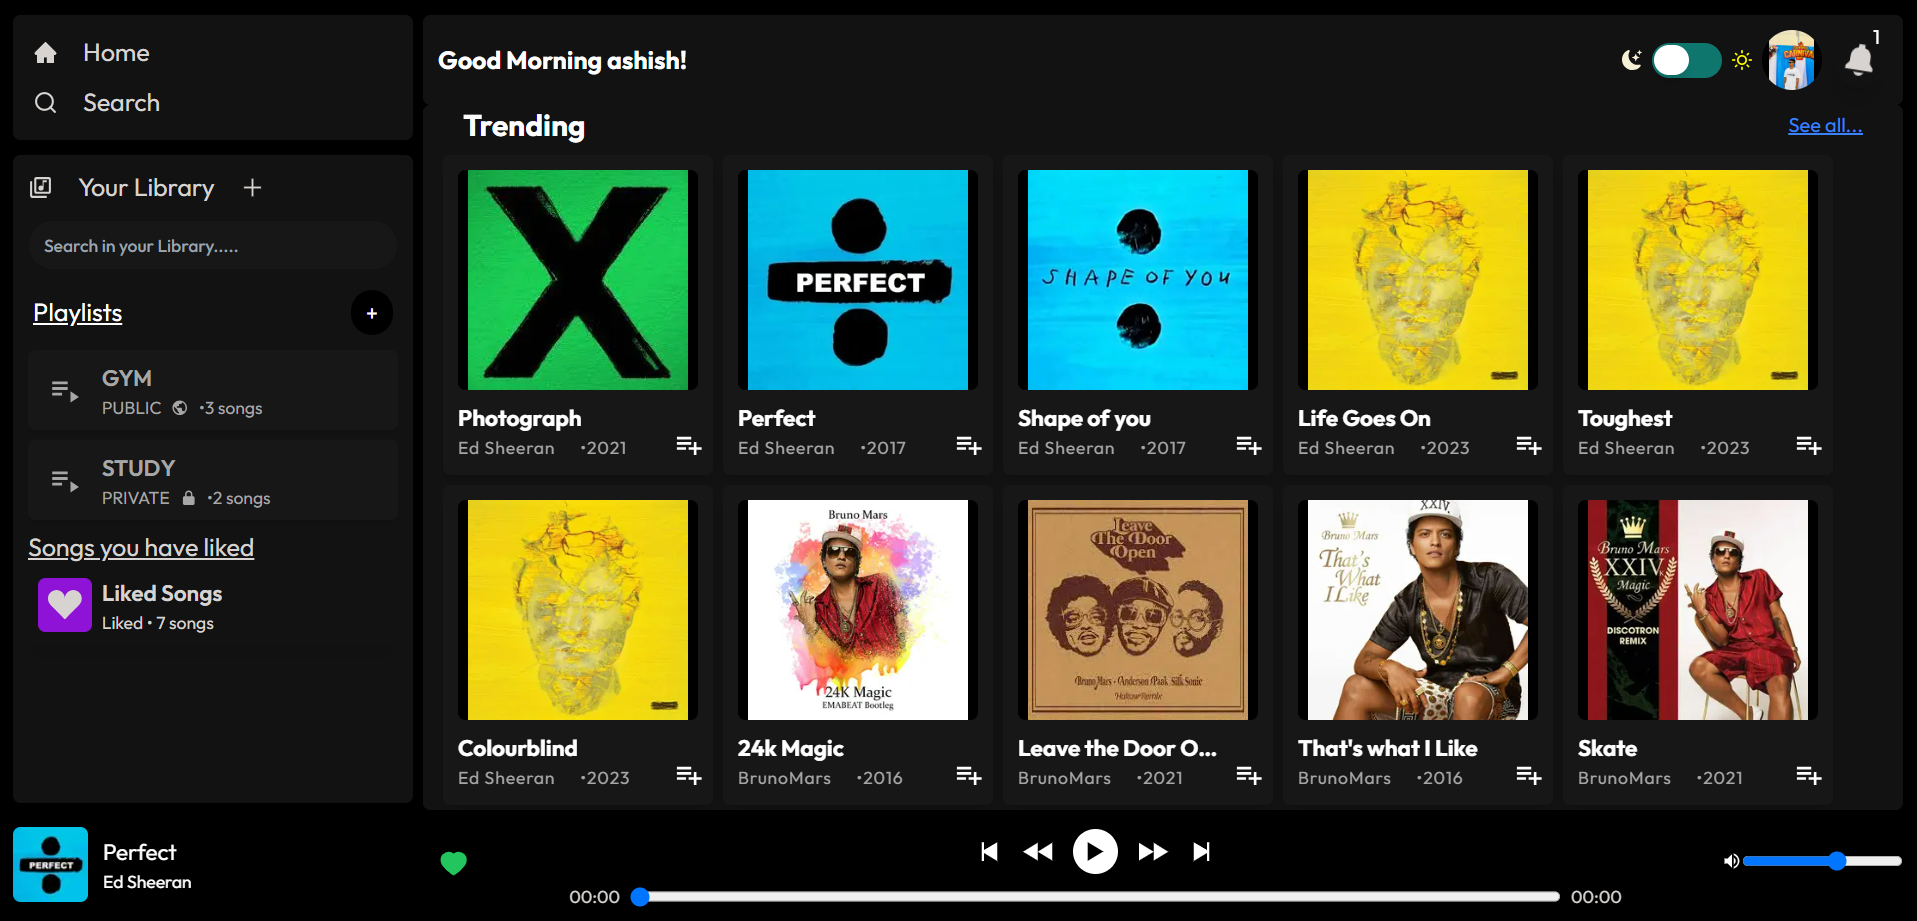 Home
Search
Your Library +
Search in your Library.....
Playlists +
GYM
PUBLIC •3 songs
STUDY
PRIVATE •2 songs
Songs you have liked
Liked Songs
Liked • 7 songs
Good Morning ashish!
1
Trending
See all...
PERFECT
SHAPE OF YOU
Photograph
Ed Sheeran •2021
Perfect
Ed Sheeran •2017
Shape of you
Ed Sheeran •2017
Life Goes On
Ed Sheeran •2023
Toughest
Ed Sheeran •2023
Bruno Mars
24K Magic
EMABEAT Bootleg
Leave
The Door
Open
Bruno Mars • Anderson .Paak, Silk Sonic
XXIV.
Bruno Mars
That's
What
I Like
Bruno Mars
XXIVK
Magic
DISCOTRON
REMIX
Colourblind
Ed Sheeran •2023
24k Magic
BrunoMars •2016
Leave the Door O...
BrunoMars •2021
That's what I Like
BrunoMars •2016
Skate
BrunoMars •2021
PERFECT
Perfect
Ed Sheeran
00:00
00:00